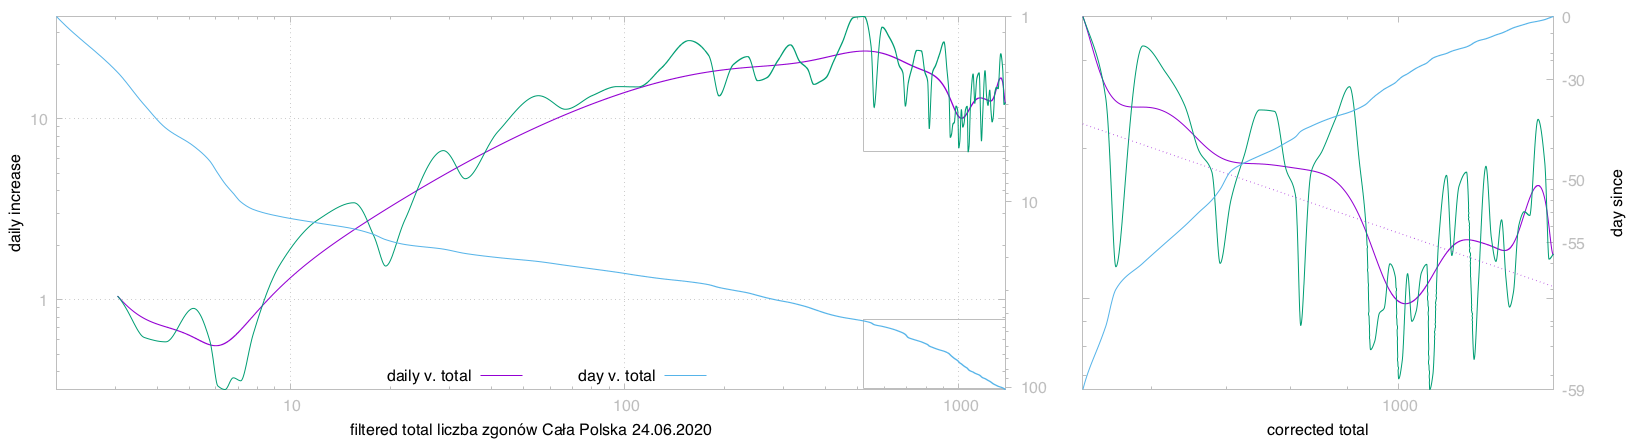 daily increase
10
1
1
10
100
daily v. total
day v. total
10
100
1000
filtered total liczba zgonów Cała Polska 24.06.2020
0
-30
-50
-55
-59
day since
1000
corrected total